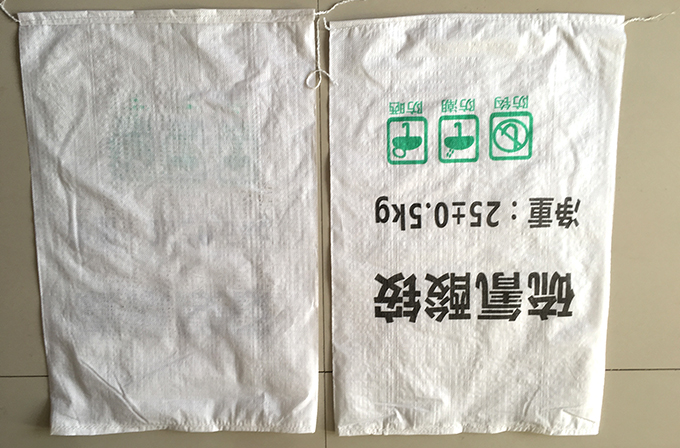 硫氰酸铵
净重：25±0.5kg
防钩 防潮 防晒